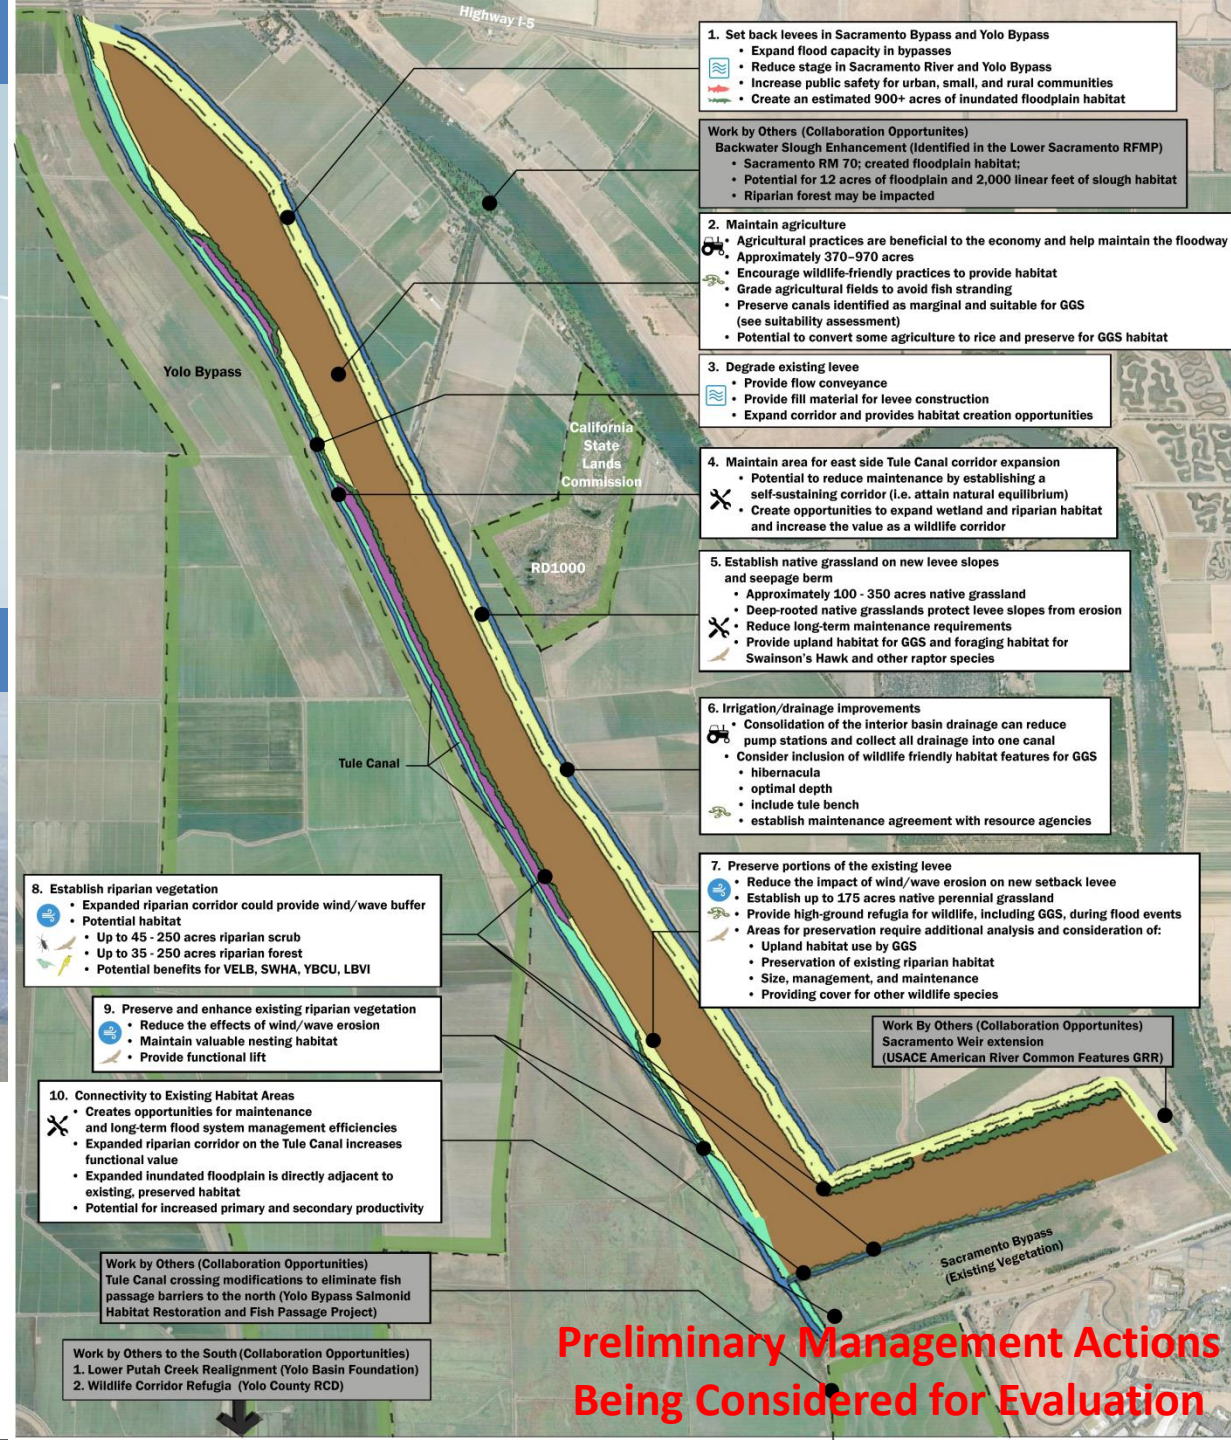 Highway I-5
1. Set back levees in Sacramento Bypass and Yolo Bypass
• Expand flood capacity in bypasses
• Reduce stage in Sacramento River and Yolo Bypass
• Increase public safety for urban, small, and rural communities
• Create an estimated 900+ acres of inundated floodplain habitat
Work by Others (Collaboration Opportunites)
Backwater Slough Enhancement (Identified in the Lower Sacramento RFMP)
• Sacramento RM 70; created floodplain habitat;
• Potential for 12 acres of floodplain and 2,000 linear feet of slough habitat
• Riparian forest may be impacted
2. Maintain agriculture
• Agricultural practices are beneficial to the economy and help maintain the floodway
• Approximately 370–970 acres
• Encourage wildlife-friendly practices to provide habitat
• Grade agricultural fields to avoid fish stranding
• Preserve canals identified as marginal and suitable for GGS
(see suitability assessment)
• Potential to convert some agriculture to rice and preserve for GGS habitat
3. Degrade existing levee
• Provide flow conveyance
• Provide fill material for levee construction
• Expand corridor and provides habitat creation opportunities
Yolo Bypass
California
State
Lands
Commission
4. Maintain area for east side Tule Canal corridor expansion
• Potential to reduce maintenance by establishing a
self-sustaining corridor (i.e. attain natural equilibrium)
• Create opportunities to expand wetland and riparian habitat
and increase the value as a wildlife corridor
RD1000
5. Establish native grassland on new levee slopes
and seepage berm
• Approximately 100 - 350 acres native grassland
• Deep-rooted native grasslands protect levee slopes from erosion
• Reduce long-term maintenance requirements
• Provide upland habitat for GGS and foraging habitat for
Swainson's Hawk and other raptor species
6. Irrigation/drainage improvements
• Consolidation of the interior basin drainage can reduce
pump stations and collect all drainage into one canal
• Consider inclusion of wildlife friendly habitat features for GGS
• hibernacula
• optimal depth
• include tule bench
• establish maintenance agreement with resource agencies
Tule Canal
7. Preserve portions of the existing levee
• Reduce the impact of wind/wave erosion on new setback levee
• Establish up to 175 acres native perennial grassland
• Provide high-ground refugia for wildlife, including GGS, during flood events
• Areas for preservation require additional analysis and consideration of:
• Upland habitat use by GGS
• Preservation of existing riparian habitat
• Size, management, and maintenance
• Providing cover for other wildlife species
8. Establish riparian vegetation
• Expanded riparian corridor could provide wind/wave buffer
• Potential habitat
• Up to 45 - 250 acres riparian scrub
• Up to 35 - 250 acres riparian forest
• Potential benefits for VELB, SWHA, YBCU, LBVI
9. Preserve and enhance existing riparian vegetation
• Reduce the effects of wind/wave erosion
• Maintain valuable nesting habitat
• Provide functional lift
Work By Others (Collaboration Opportunites)
Sacramento Weir extension
(USACE American River Common Features GRR)
10. Connectivity to Existing Habitat Areas
• Creates opportunities for maintenance
and long-term flood system management efficiencies
• Expanded riparian corridor on the Tule Canal increases
functional value
• Expanded inundated floodplain is directly adjacent to
existing, preserved habitat
• Potential for increased primary and secondary productivity
Sacramento Bypass
(Existing Vegetation)
Work by Others (Collaboration Opportunities)
Tule Canal crossing modifications to eliminate fish
passage barriers to the north (Yolo Bypass Salmonid
Habitat Restoration and Fish Passage Project)
Work by Others to the South (Collaboration Opportunities)
1. Lower Putah Creek Realignment (Yolo Basin Foundation)
2. Wildlife Corridor Refugia (Yolo County RCD)
Preliminary Management Actions
Being Considered for Evaluation